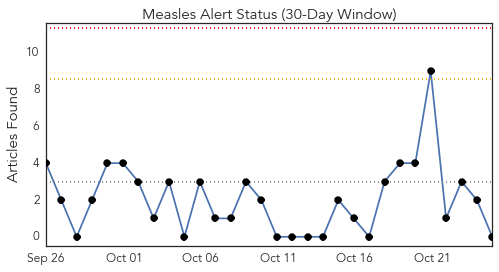 Measles Alert Status (30-Day Window)
Articles Found
10
8
6
4
2
0
Sep 26 Oct 01 Oct 06 Oct 11 Oct 16 Oct 21